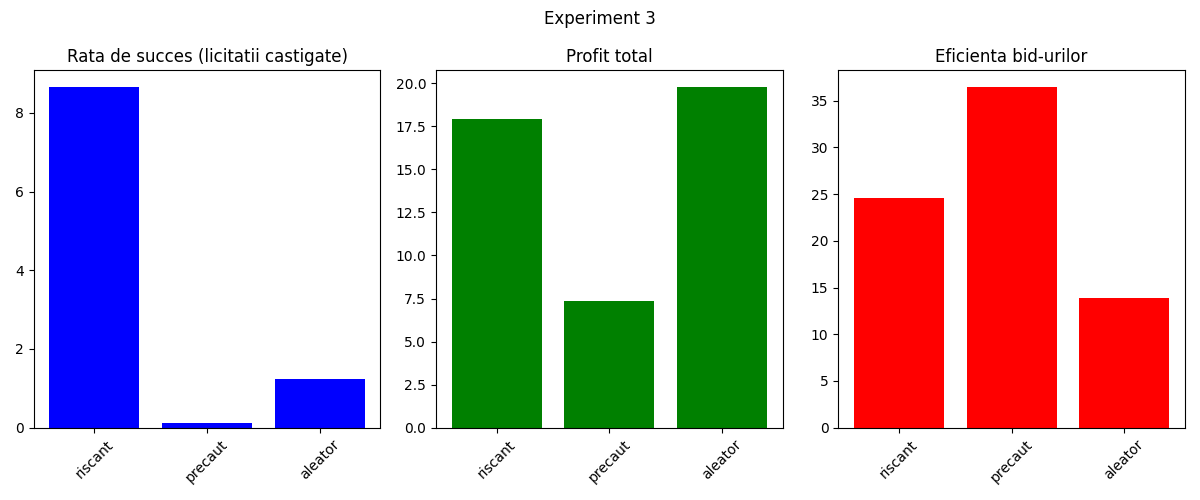 Experiment 3
Rata de succes (licitatii castigate)
8
6
4
2
0
riscant
precaut
aleator
Profit total
20.0
17.5
15.0
12.5
10.0
7.5
5.0
2.5
0.0
riscant
precaut
aleator
Eficienta bid-urilor
35
30
25
20
15
10
5
0
riscant
precaut
aleator